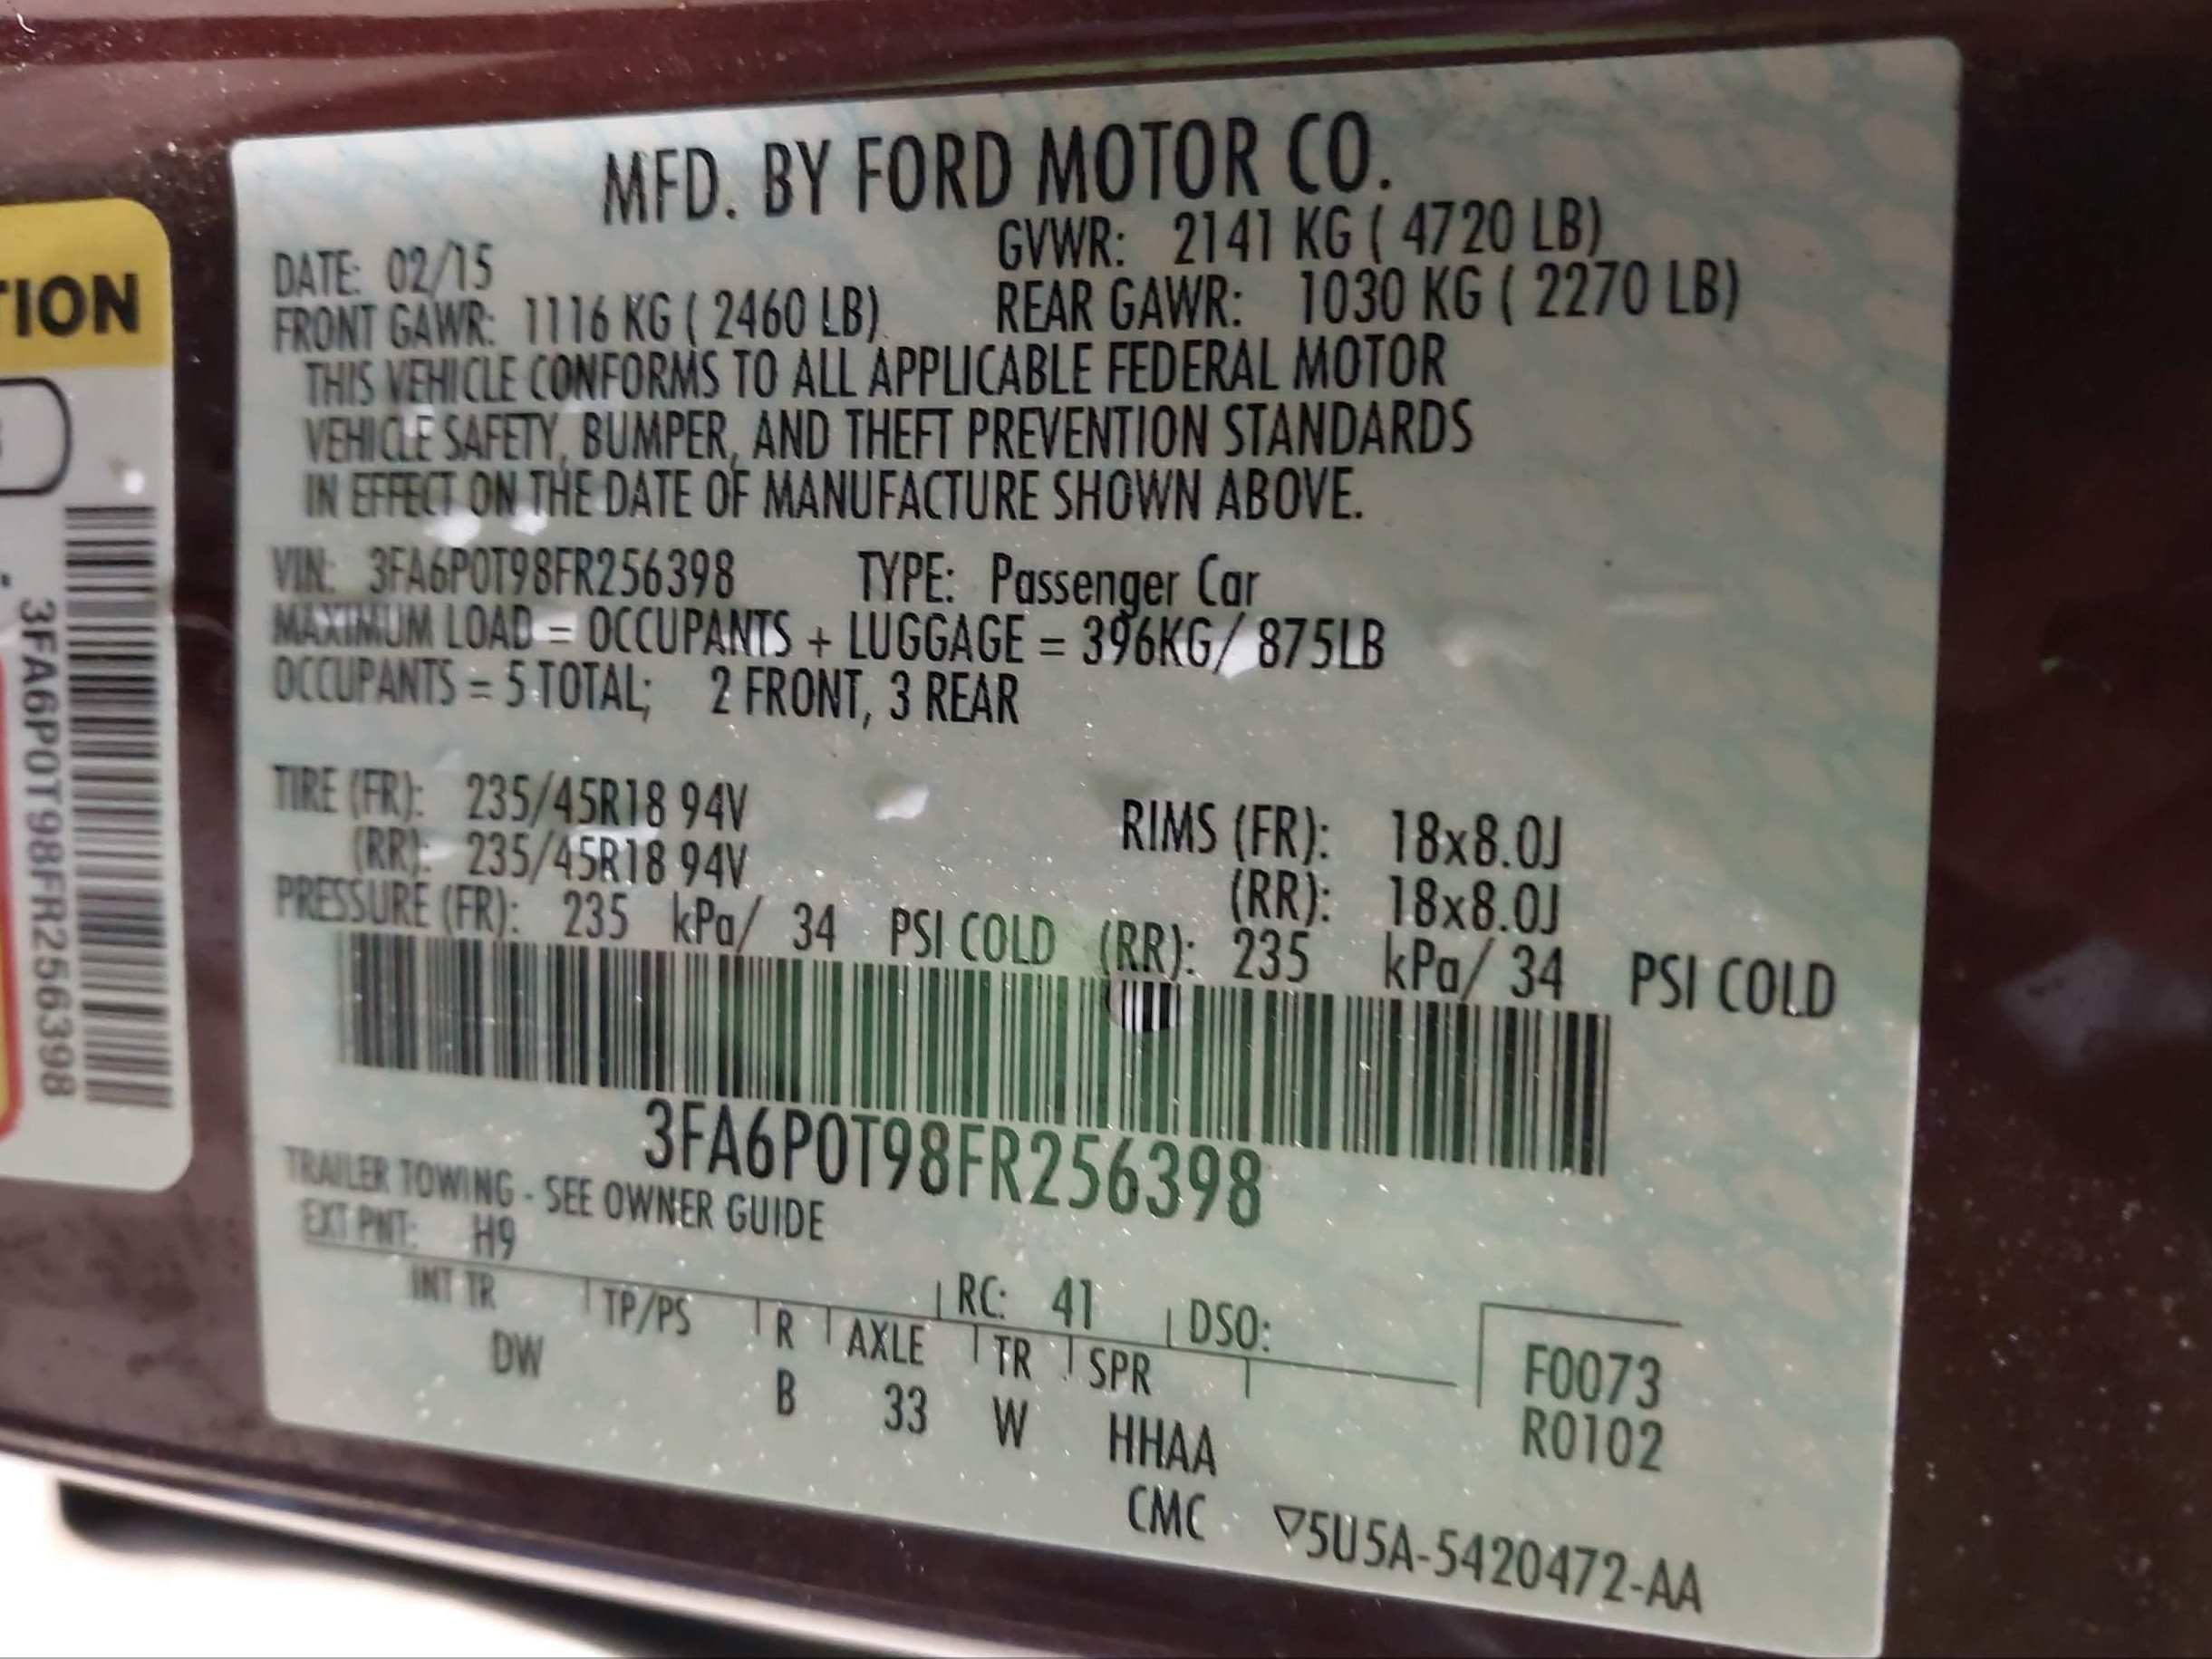 MFD. BY FORD MOTOR CO.
DATE: 02/15 GVWR: 2141 KG ( 4720 LB)
FRONT GAWR: 1116 KG ( 2460 LB) REAR GAWR: 1030 KG ( 2270 LB)
THIS VEHICLE CONFORMS TO ALL APPLICABLE FEDERAL MOTOR
VEHICLE SAFETY, BUMPER, AND THEFT PREVENTION STANDARDS
IN EFFECT ON THE DATE OF MANUFACTURE SHOWN ABOVE.
VIN: 3FA6P0T98FR256398 TYPE: Passenger Car
MAXIMUM LOAD = OCCUPANTS + LUGGAGE = 396KG/ 875LB
OCCUPANTS = 5 TOTAL; 2 FRONT, 3 REAR
TIRE (FR): 235/45R18 94V RIMS (FR): 18x8.0J
(RR): 235/45R18 94V (RR): 18x8.0J
PRESSURE (FR): 235 kPa/ 34 PSI COLD (RR): 235 kPa/ 34 PSI COLD
3FA6P0T98FR256398
TRAILER TOWING - SEE OWNER GUIDE
EXT PNT: H9 RC: 41 DSO:
INT TR TP/PS R AXLE TR SPR
DW B 33 W HHAA
F0073
R0102
CMC ▽5U5A-5420472-AA
TION
3FA6P0T98FR256398